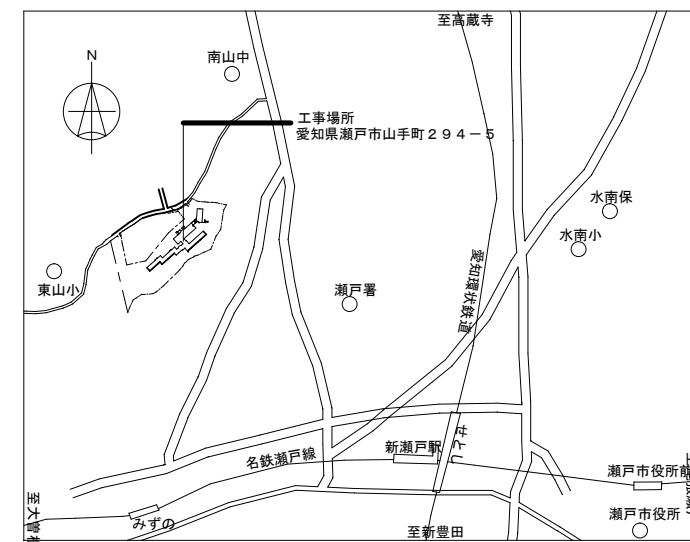 至高蔵寺
南山中
N
工事場所
愛知県瀬戸市山手町２９４－５
水南保
水南小
愛知環状鉄道
東山小
瀬戸署
せとし
新瀬戸駅
名鉄瀬戸線
瀬戸市役所前
至大曽
みずの
瀬戸市役所
至新豊田